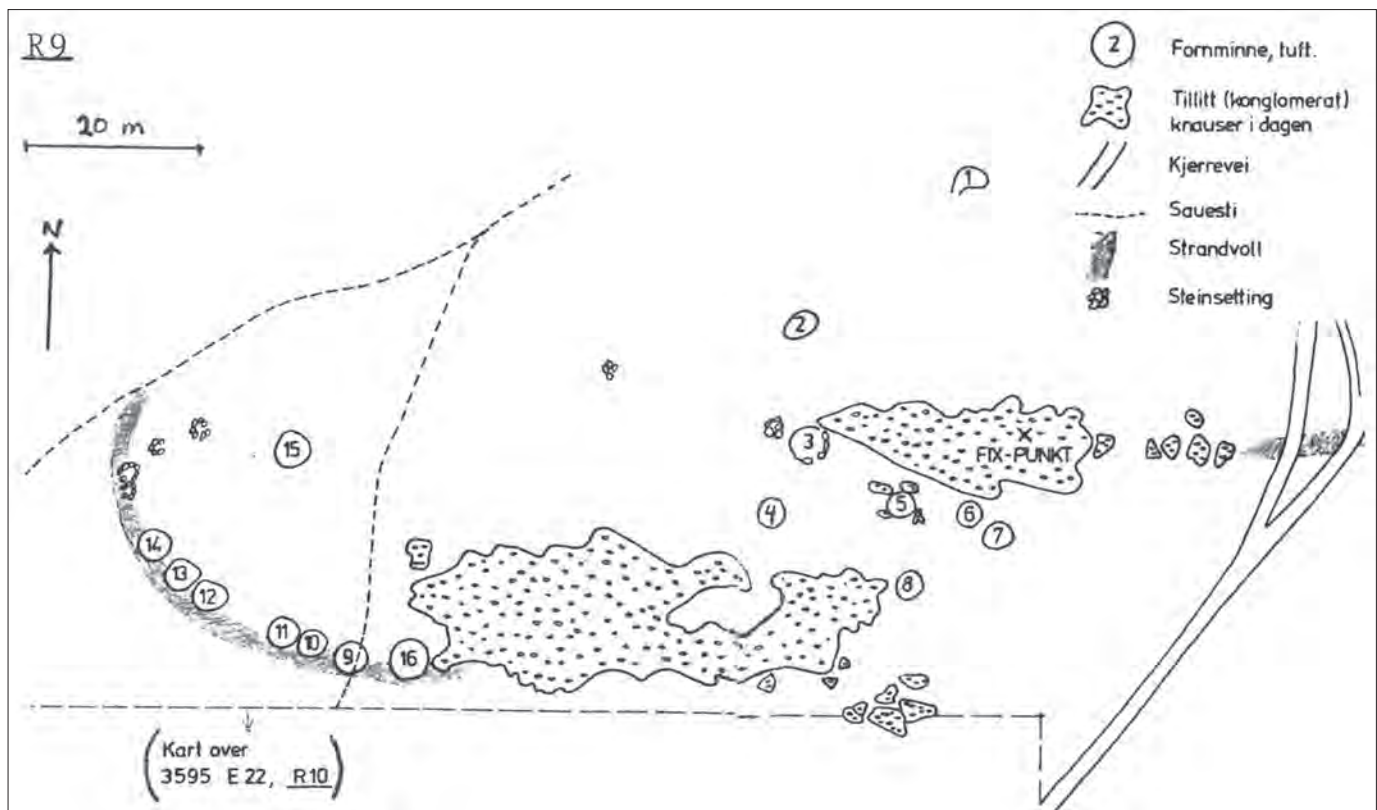 R9
20 m
N
2 Fornminne, tuft.
Tillitt (konglomerat)
knauser i dagen
Kjerrevei
Sauesti
Strandvoll
Steinsetting
1
2
3
FIX-PUNKT
15
4
5
6
7
14
13
12
8
11
10
9
16
(Kart over
3595 E 22, R10)